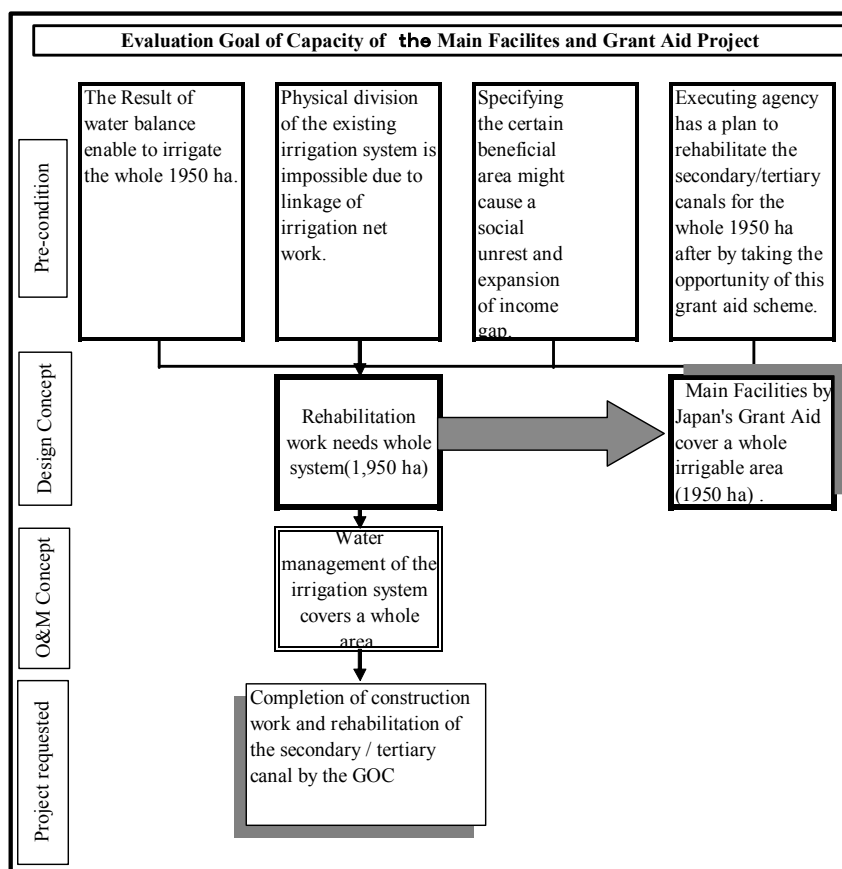 Evaluation Goal of Capacity of the Main Facilites and Grant Aid Project
Pre-condition
The Result of
water balance
enable to irrigate
the whole 1950 ha.
Physical division
of the existing
irrigation system is
impossible due to
linkage of
irrigation net
work.
Specifying
the certain
beneficial
area might
cause a
social
unrest and
expansion
of income
gap.
Executing agency
has a plan to
rehabilitate the
secondary/tertiary
canals for the
whole 1950 ha
after by taking the
opportunity of this
grant aid scheme.
Design Concept
Rehabilitation
work needs whole
system(1,950 ha)
Main Facilities by
Japan's Grant Aid
cover a whole
irrigable area
(1950 ha) .
O&M Concept
Water
management of the
irrigation system
covers a whole
area
Project requested
Completion of construction
work and rehabilitation of
the secondary / tertiary
canal by the GOC